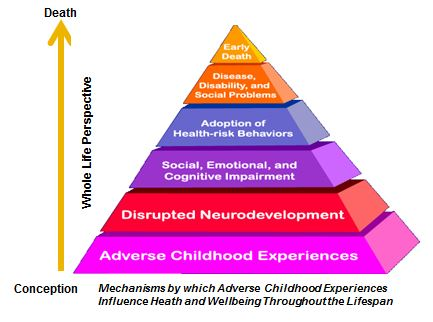 Death
Early
Death
Disease,
Disability, and
Social Problems
Adoption of
Health-risk Behaviors
Social, Emotional, and
Cognitive Impairment
Disrupted Neurodevelopment
Adverse Childhood Experiences
Whole Life Perspective
Conception
Mechanisms by which Adverse Childhood Experiences
Influence Heath and Wellbeing Throughout the Lifespan